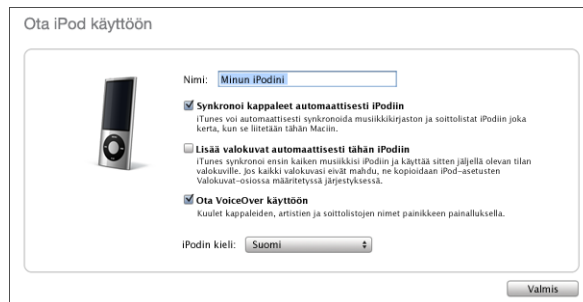 Ota iPod käyttöön
Nimi: Minun iPodini
Synkronoi kappaleet automaattisesti iPodiin
iTunes voi automaattisesti synkronoida musiikkikirjaston ja soittolistat iPodiin joka
kerta, kun se liitetään tähän Maciin.
Lisää valokuvat automaattisesti tähän iPodiin
iTunes synkronoi ensin kaiken musiikkisi iPodiin ja käyttää sitten jäljellä olevan tilan
valokuville. Jos kaikki valokuvasi eivät mahdu, ne kopioidaan iPod-asetusten
Valokuvat-osiossa määritetyssä järjestyksessä.
Ota VoiceOver käyttöön
Kuulet kappaleiden, artistien ja soittolistojen nimet painikkeen painalluksella.
iPodin kieli: Suomi
Valmis